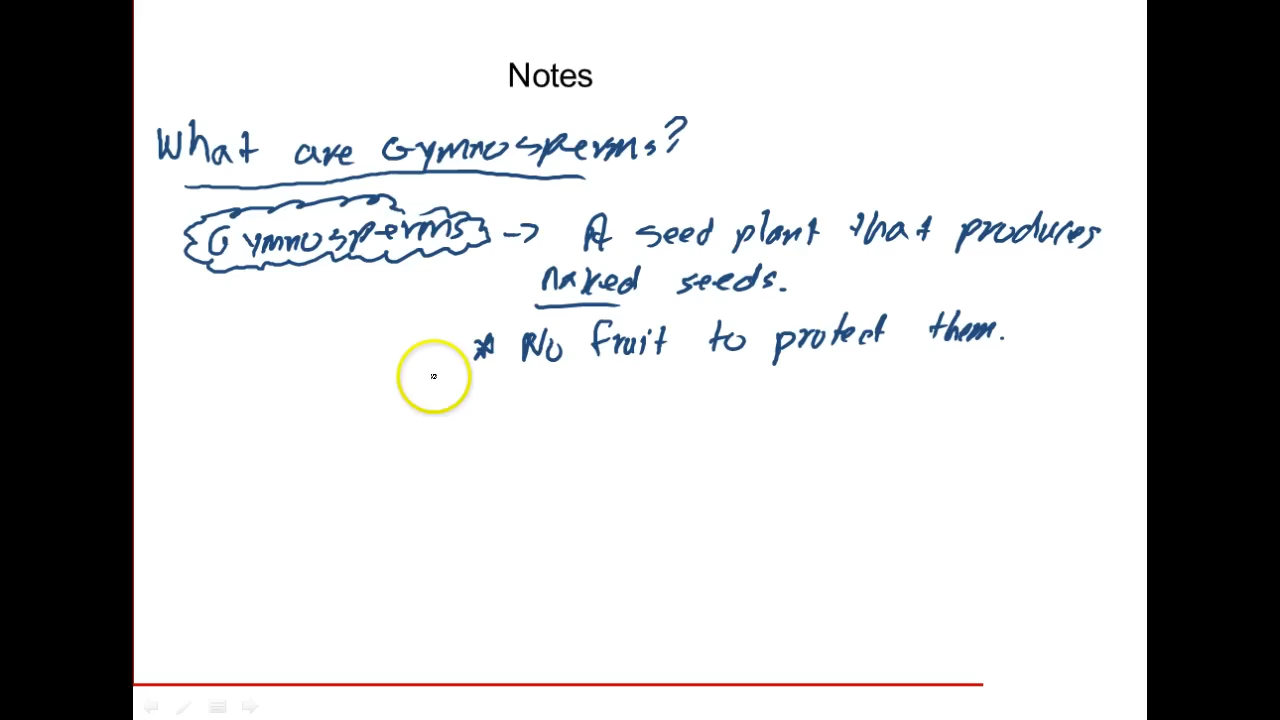 Notes
What are Gymnosperms?
Gymnosperms → A seed plant that produces
naked seeds.
* No fruit to protect them.